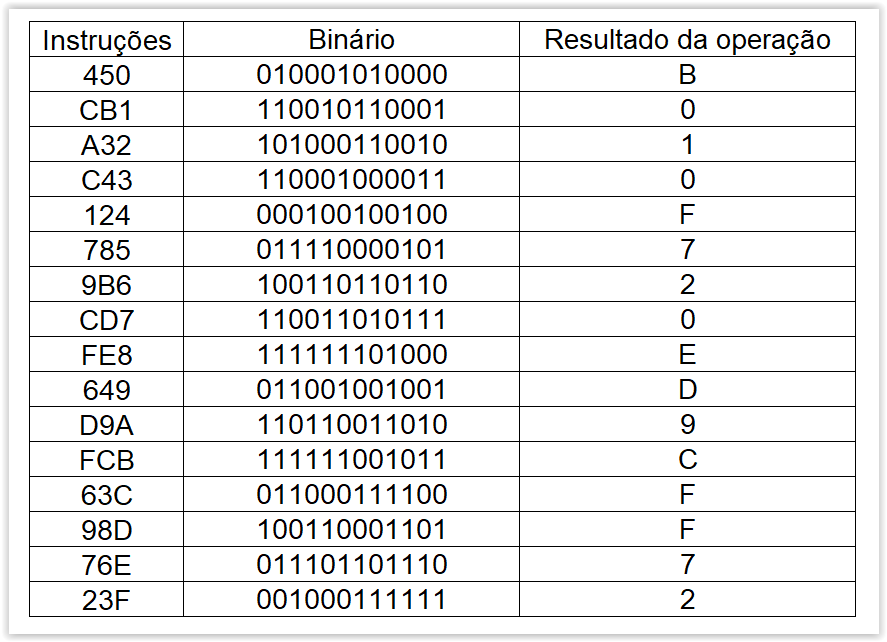 Instruções Binário Resultado da operação
450 010001010000 B
CB1 110010110001 0
A32 101000110010 1
C43 110001000011 0
124 000100100100 F
785 011110000101 7
9B6 100110110110 2
CD7 110011010111 0
FE8 111111101000 E
649 011001001001 D
D9A 110110011010 9
FCB 111111001011 C
63C 011000111100 F
98D 100110001101 F
76E 011101101110 7
23F 001000111111 2